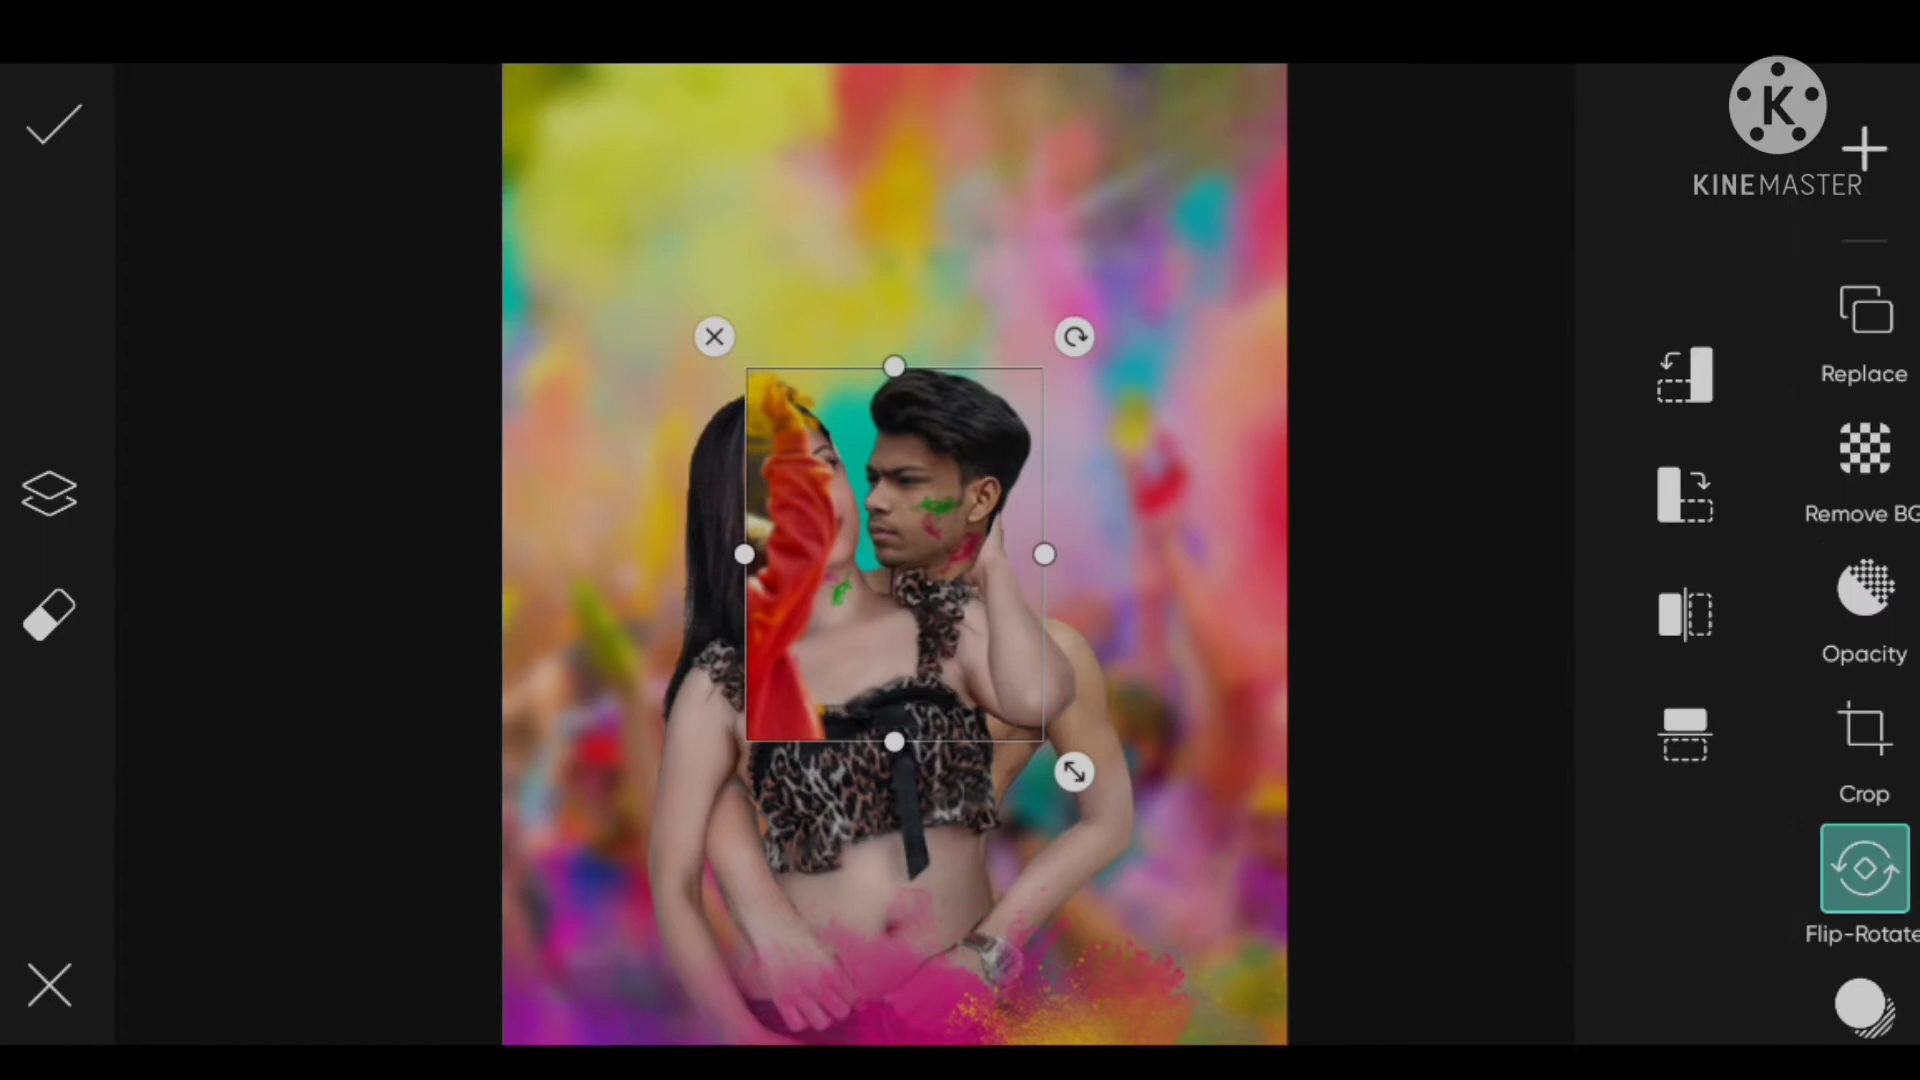 K
KINEMASTER
Replace
Remove BG
Opacity
Crop
Flip-Rotate